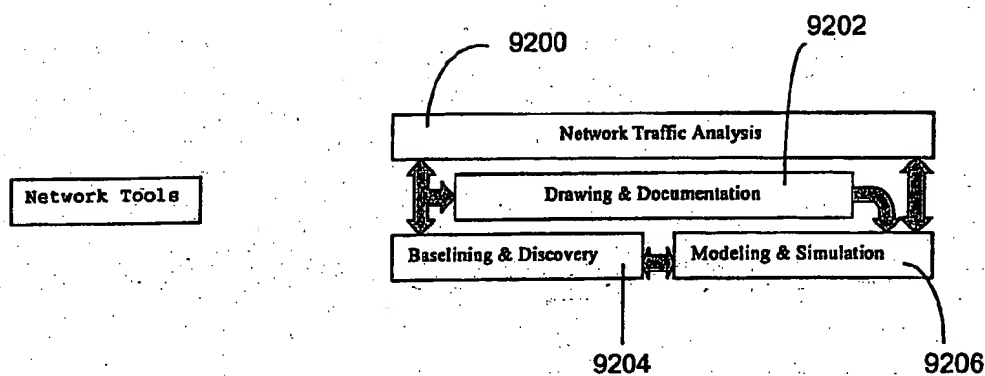 9200
9202
Network Traffic Analysis
Network Tools
Drawing & Documentation
Baselining & Discovery
Modeling & Simulation
9204
9206